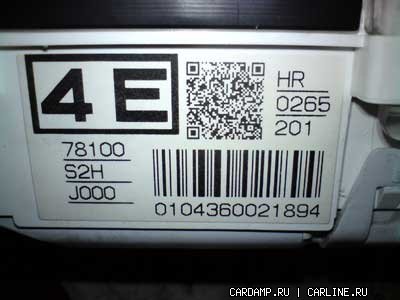 4E
HR
0265
201
78100
S2H
J000
0104360021894
CARDAMP.RU | CARLINE.RU